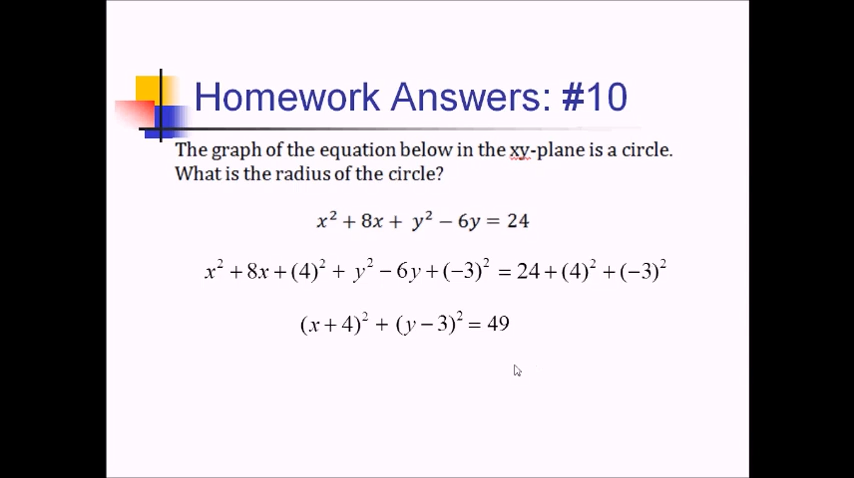 Homework Answers: #10
The graph of the equation below in the xy-plane is a circle.
What is the radius of the circle?
x² + 8x + y² − 6y = 24
x² + 8x + (4)² + y² − 6y + (−3)² = 24 + (4)² + (−3)²
(x + 4)² + (y − 3)² = 49